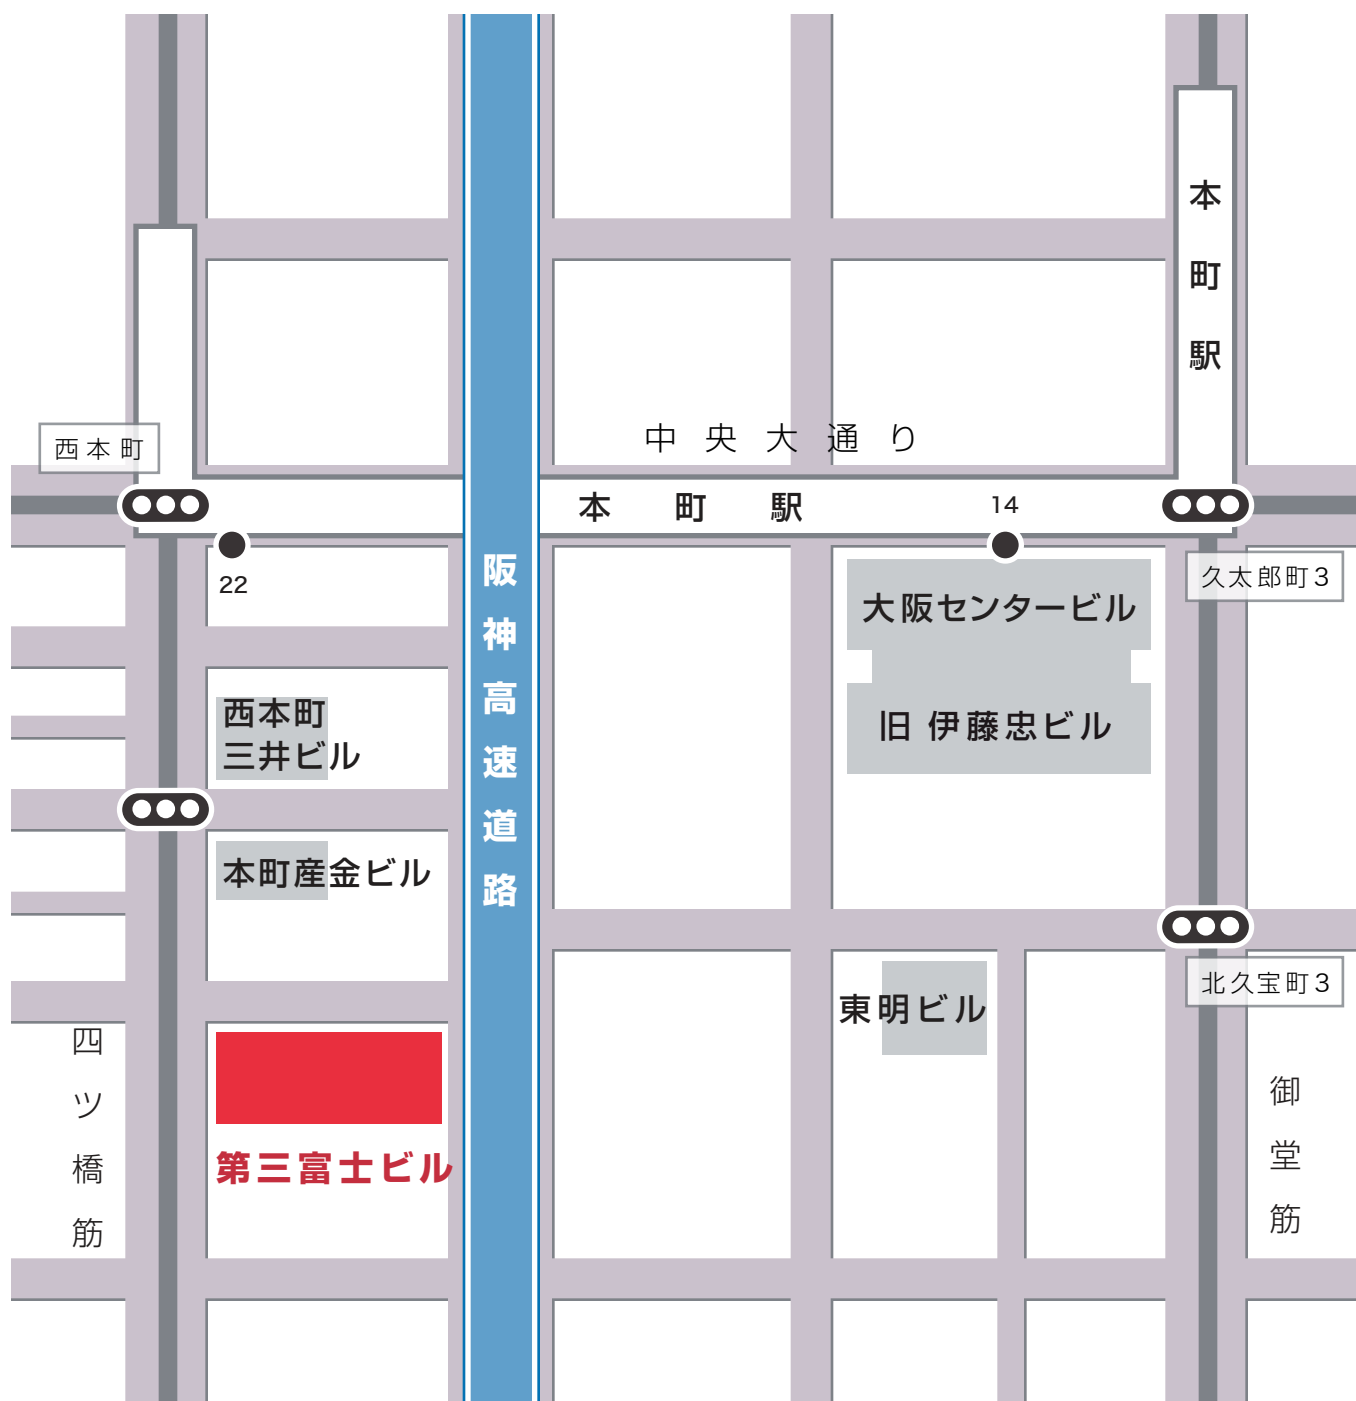 本町駅
中央大通り
西本町
本町駅
14
22
久太郎町3
阪神高速道路
大阪センタービル
旧 伊藤忠ビル
西本町
三井ビル
本町産金ビル
北久宝町3
東明ビル
四ツ橋筋
御堂筋
第三富士ビル